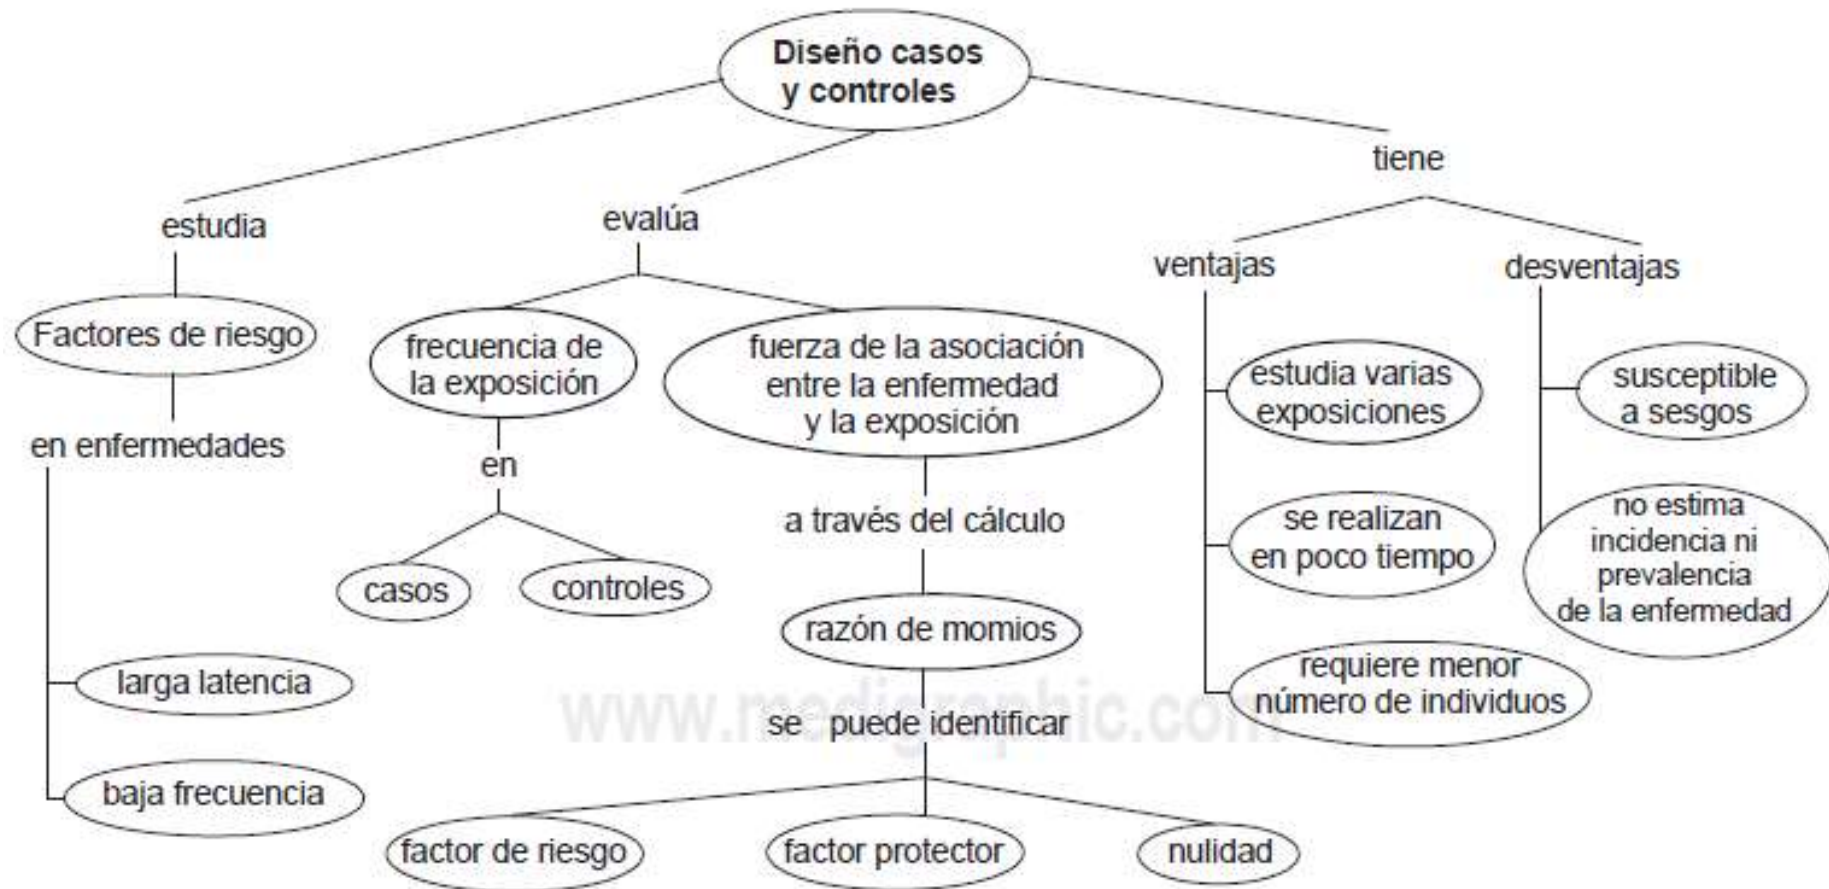 Diseño casos
y controles
estudia
Factores de riesgo
en enfermedades
larga latencia
baja frecuencia
evalúa
frecuencia de
la exposición
en
casos
controles
fuerza de la asociación
entre la enfermedad
y la exposición
a través del cálculo
razón de momios
se puede identificar
factor de riesgo
factor protector
nulidad
tiene
ventajas
estudia varias
exposiciones
se realizan
en poco tiempo
requiere menor
número de individuos
desventajas
susceptible
a sesgos
no estima
incidencia ni
prevalencia
de la enfermedad
www.medigraphic.com